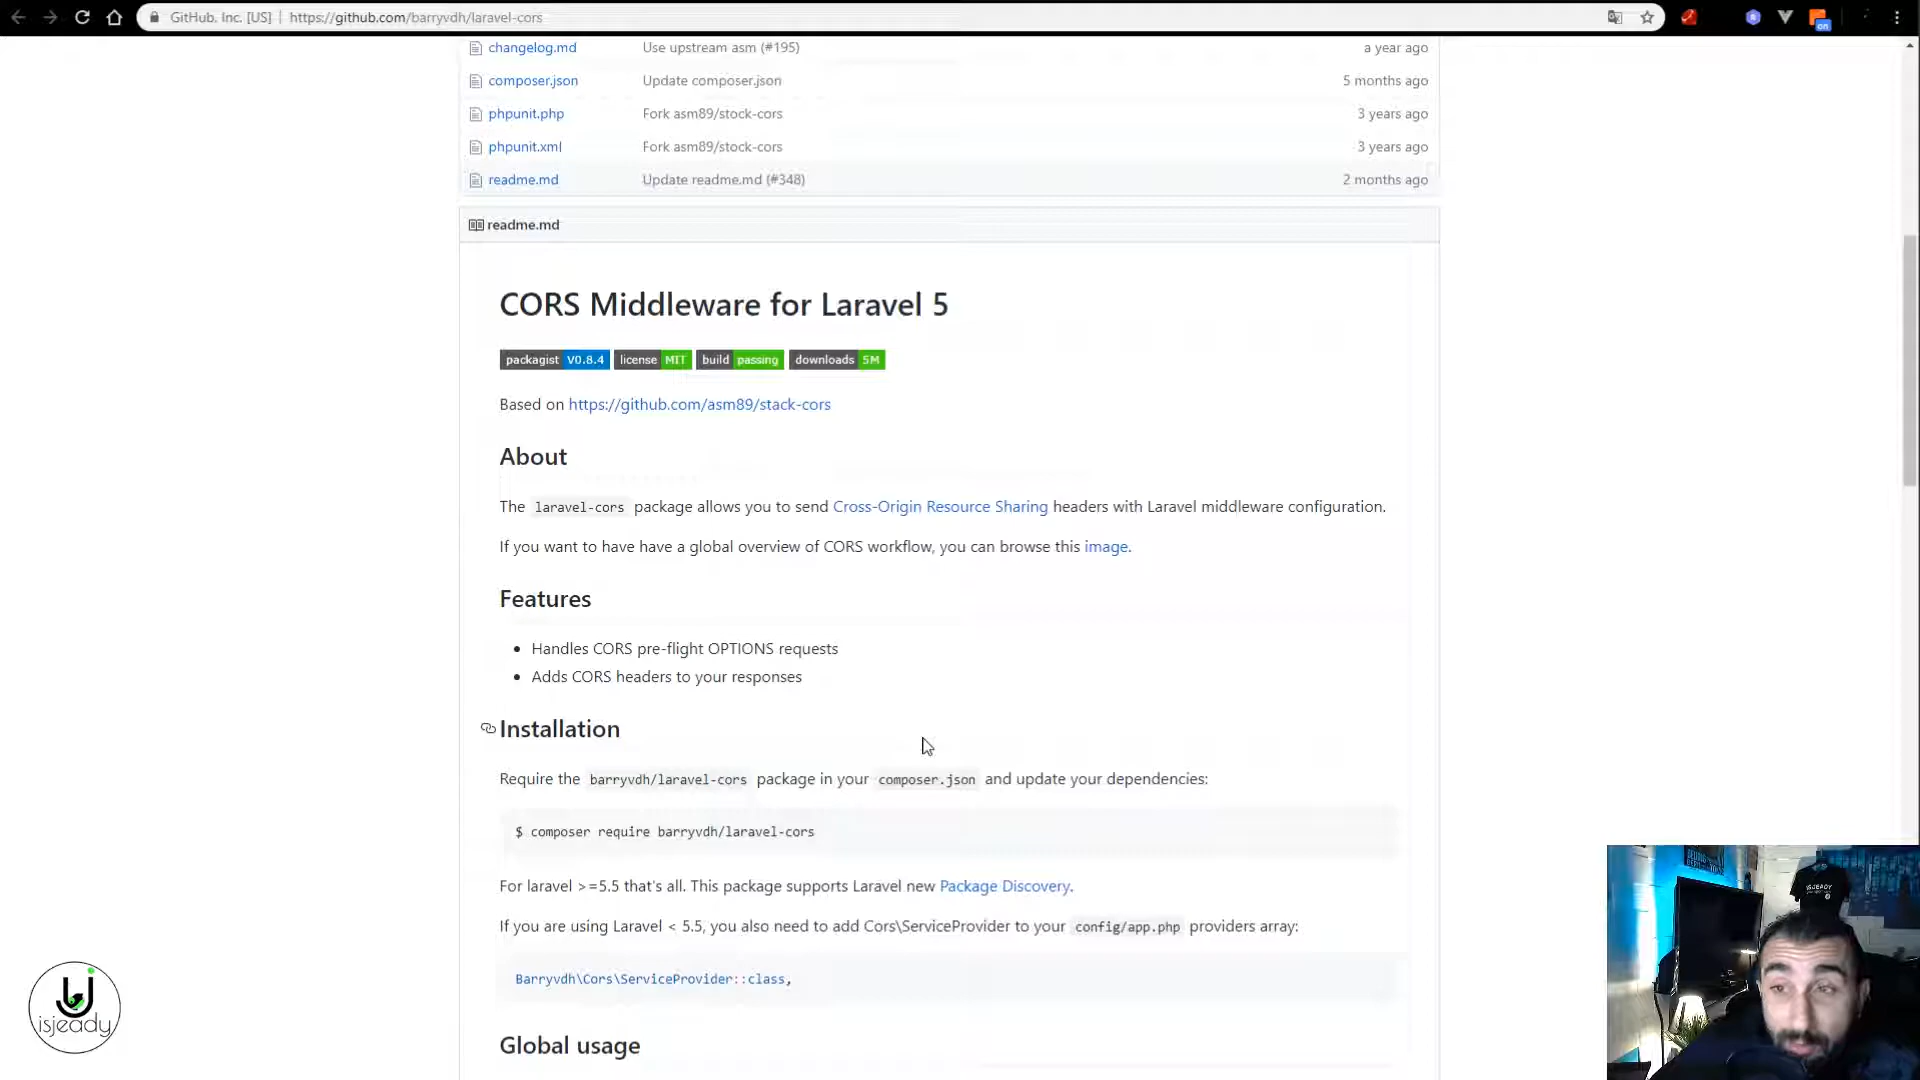 GitHub, Inc. [US] | https://github.com/barryvdh/laravel-cors
changelog.md Use upstream asm (#195) a year ago
composer.json Update composer.json 5 months ago
phpunit.php Fork asm89/stock-cors 3 years ago
phpunit.xml Fork asm89/stock-cors 3 years ago
readme.md Update readme.md (#348) 2 months ago
readme.md
CORS Middleware for Laravel 5
packagist V0.8.4 license MIT build passing downloads 5M
Based on https://github.com/asm89/stack-cors
About
The laravel-cors package allows you to send Cross-Origin Resource Sharing headers with Laravel middleware configuration.
If you want to have have a global overview of CORS workflow, you can browse this image.
Features
• Handles CORS pre-flight OPTIONS requests
• Adds CORS headers to your responses
Installation
Require the barryvdh/laravel-cors package in your composer.json and update your dependencies:
$ composer require barryvdh/laravel-cors
For laravel >=5.5 that's all. This package supports Laravel new Package Discovery.
If you are using Laravel < 5.5, you also need to add Cors\ServiceProvider to your config/app.php providers array:
Barryvdh\Cors\ServiceProvider::class,
Global usage
isjeady
ISJEADY